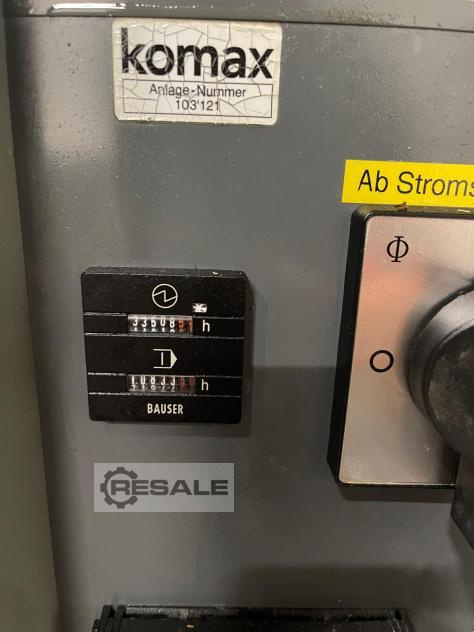 komax
Anlage-Nummer
103'121
Ab Stroms
Φ
h
O
h
BAUSER
RESALE